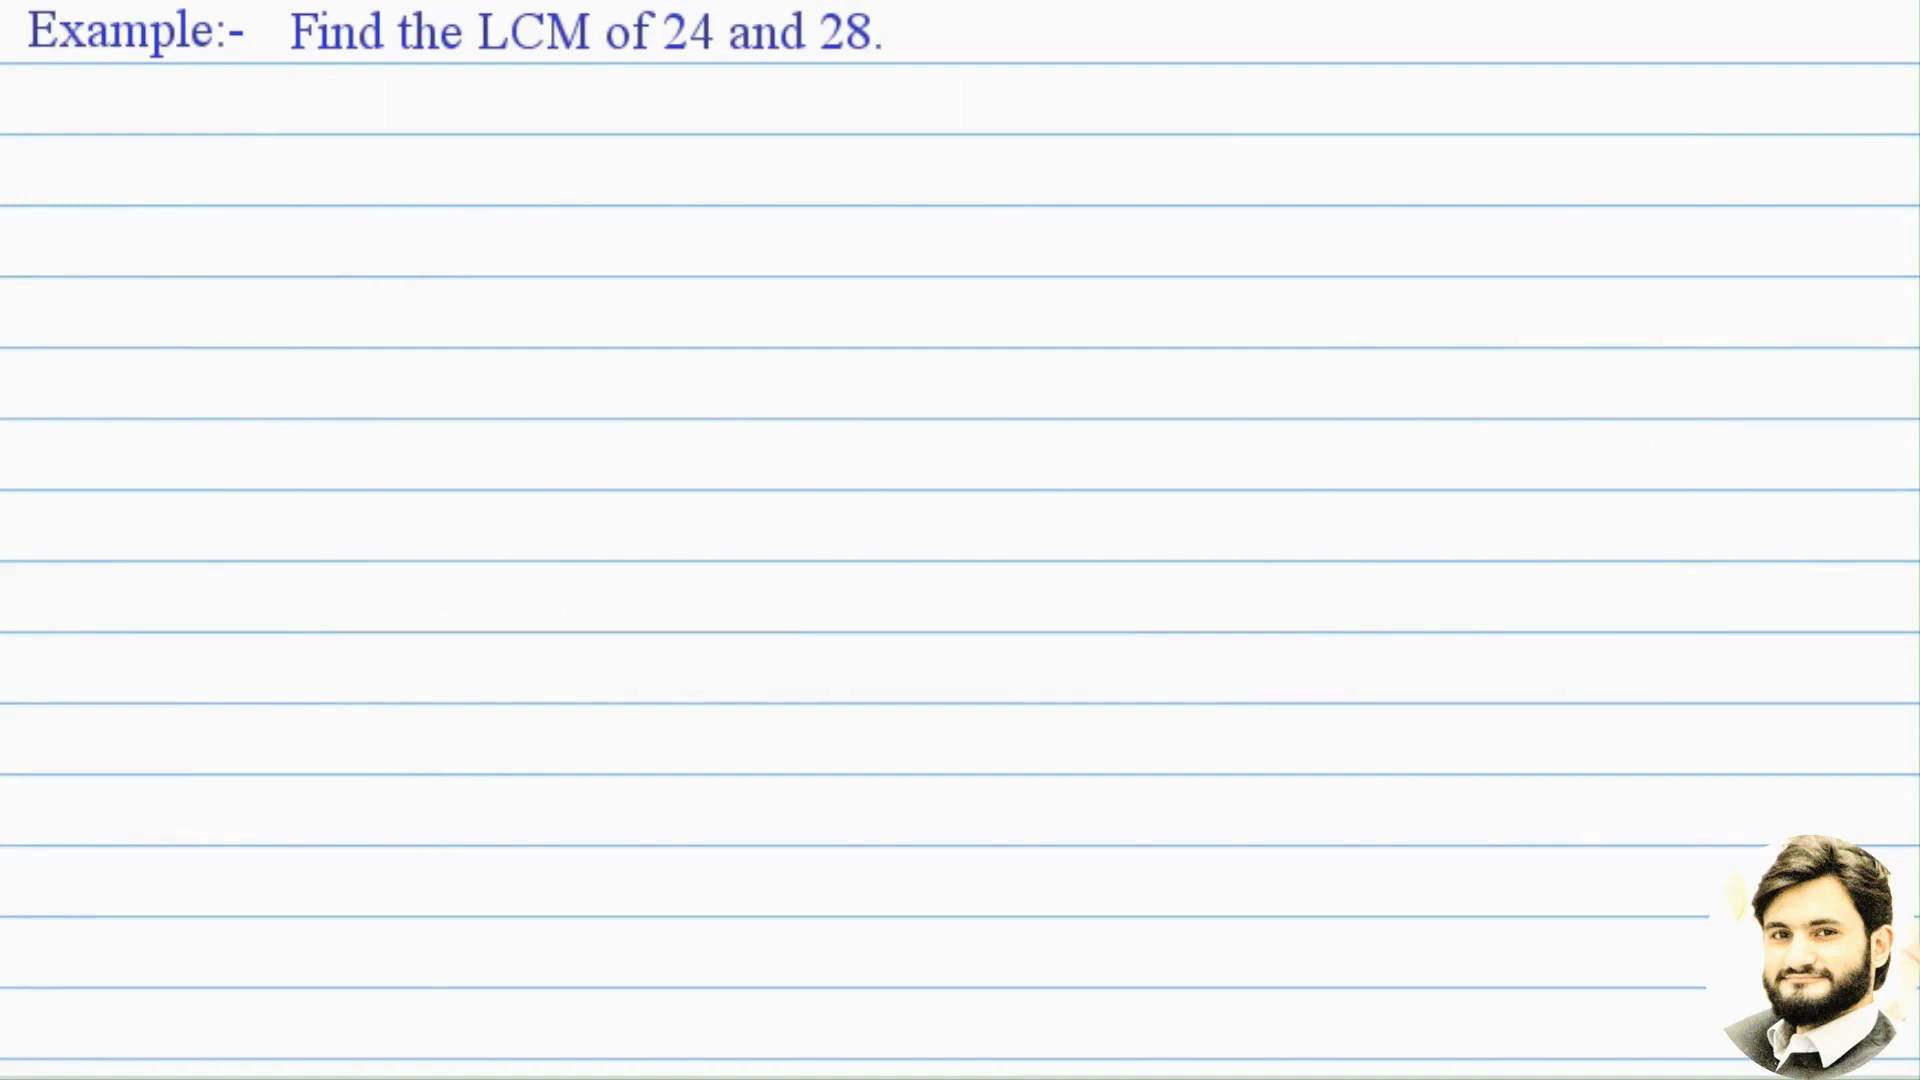 Example:- Find the LCM of 24 and 28.